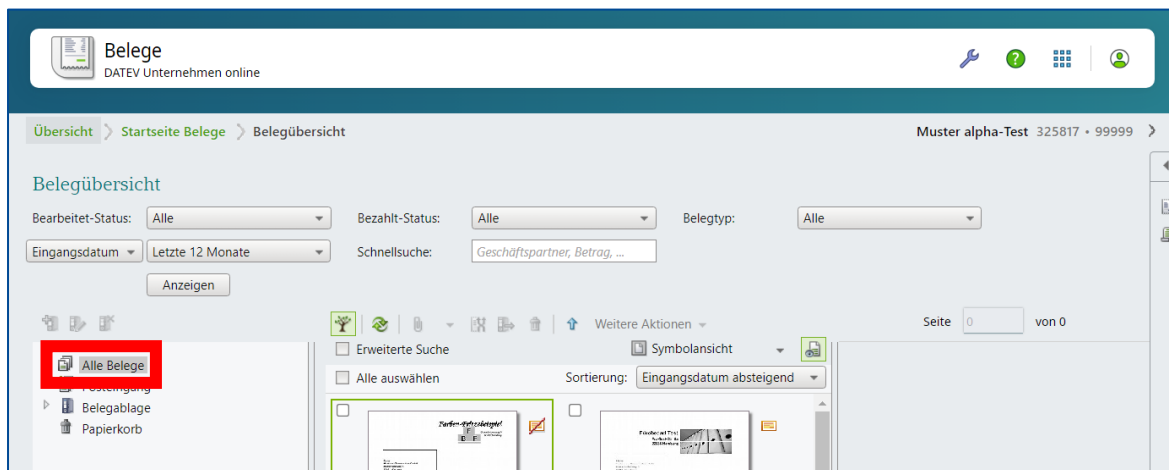 Belege
DATEV Unternehmen online
Übersicht Startseite Belege Belegübersicht Muster alpha-Test 325817 • 99999
Belegübersicht
Bearbeitet-Status: Alle Bezahlt-Status: Alle Belegtyp: Alle
Eingangsdatum Letzte 12 Monate Schnellsuche: Geschäftspartner, Betrag, ...
Anzeigen
Weitere Aktionen Seite 0 von 0
Erweiterte Suche Symbolansicht
Alle Belege
Alle auswählen Sortierung: Eingangsdatum absteigend
Posteingang
Belegablage
Papierkorb